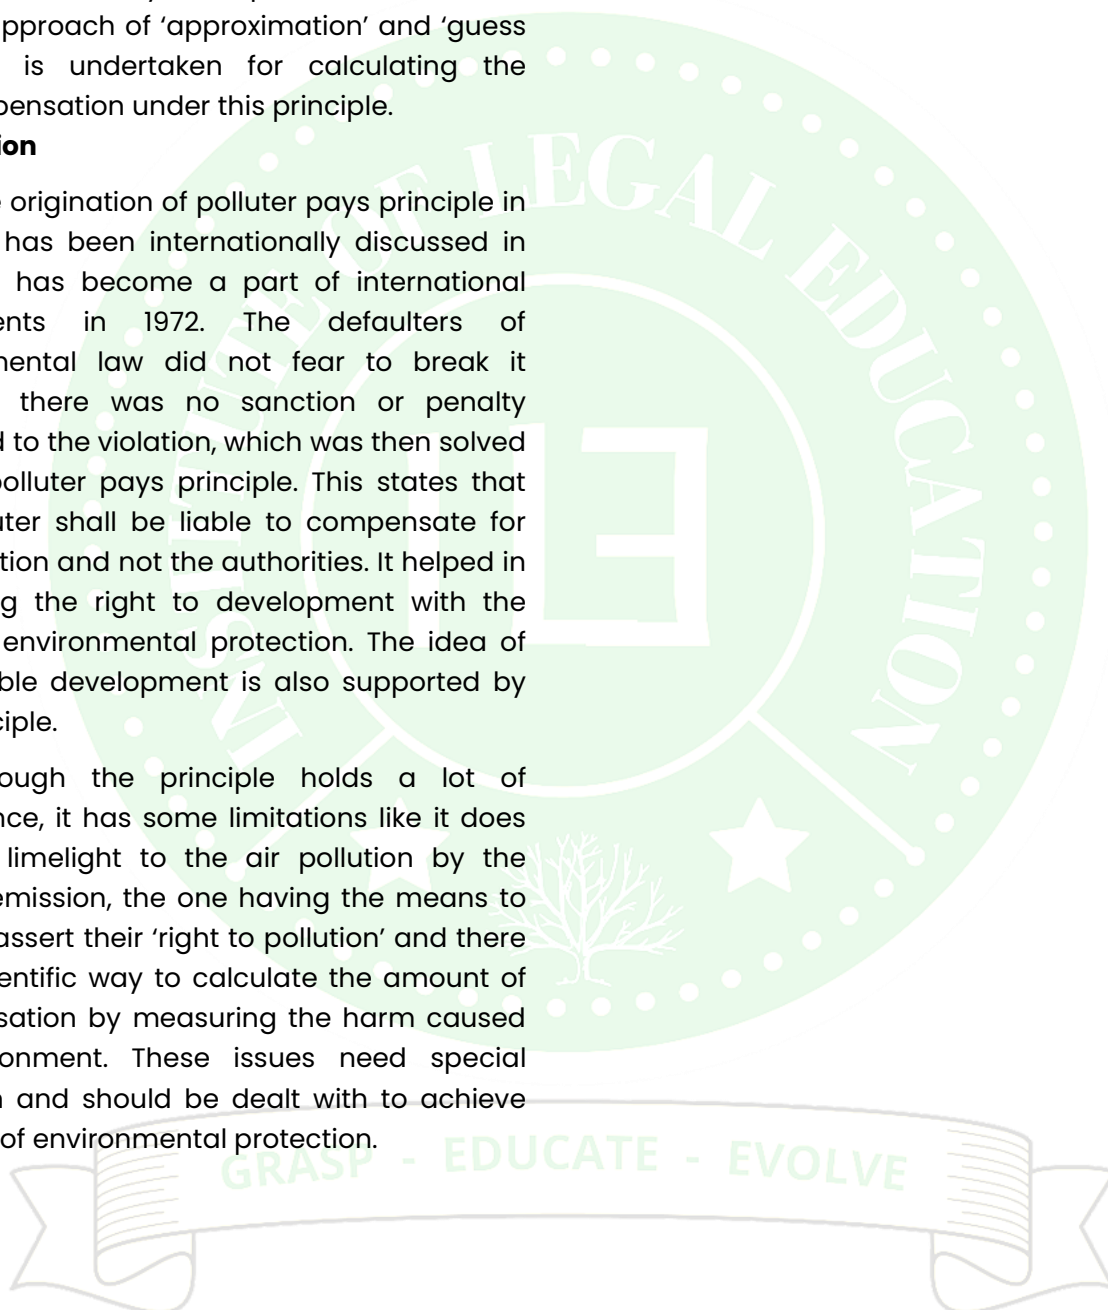 pproach of ‘approximation’ and ‘guess
is undertaken for calculating the
pensation under this principle.
ion
e origination of polluter pays principle in
has been internationally discussed in
has become a part of international
ents in 1972. The defaulters of
mental law did not fear to break it
there was no sanction or penalty
d to the violation, which was then solved
polluter pays principle. This states that
uter shall be liable to compensate for
tion and not the authorities. It helped in
g the right to development with the
environmental protection. The idea of
ble development is also supported by
ciple.
ough the principle holds a lot of
nce, it has some limitations like it does
limelight to the air pollution by the
emission, the one having the means to
assert their ‘right to pollution’ and there
entific way to calculate the amount of
sation by measuring the harm caused
onment. These issues need special
n and should be dealt with to achieve
of environmental protection.
INSTITUTE OF LEGAL EDUCATION
GRASP - EDUCATE - EVOLVE